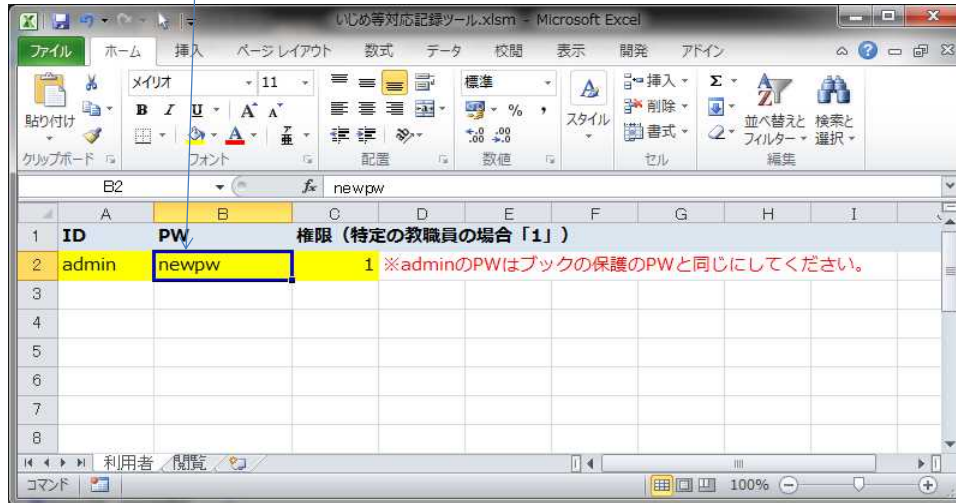 いじめ等対応記録ツール.xlsm - Microsoft Excel
ファイル ホーム 挿入 ページ レイアウト 数式 データ 校閲 表示 開発 アドイン
貼り付け
メイリオ 11
B I U A A
A 亜
標準
% ,
スタイル
挿入
削除
書式
Σ
並べ替えと フィルター
検索と 選択
クリップボード フォント 配置 数値 セル 編集
B2 fx newpw
A B C D E F G H I
1 ID PW 権限（特定の教職員の場合「1」）
2 admin newpw 1 ※adminのPWはブックの保護のPWと同じにしてください。
3
4
5
6
7
8
利用者 閲覧
コマンド 100%